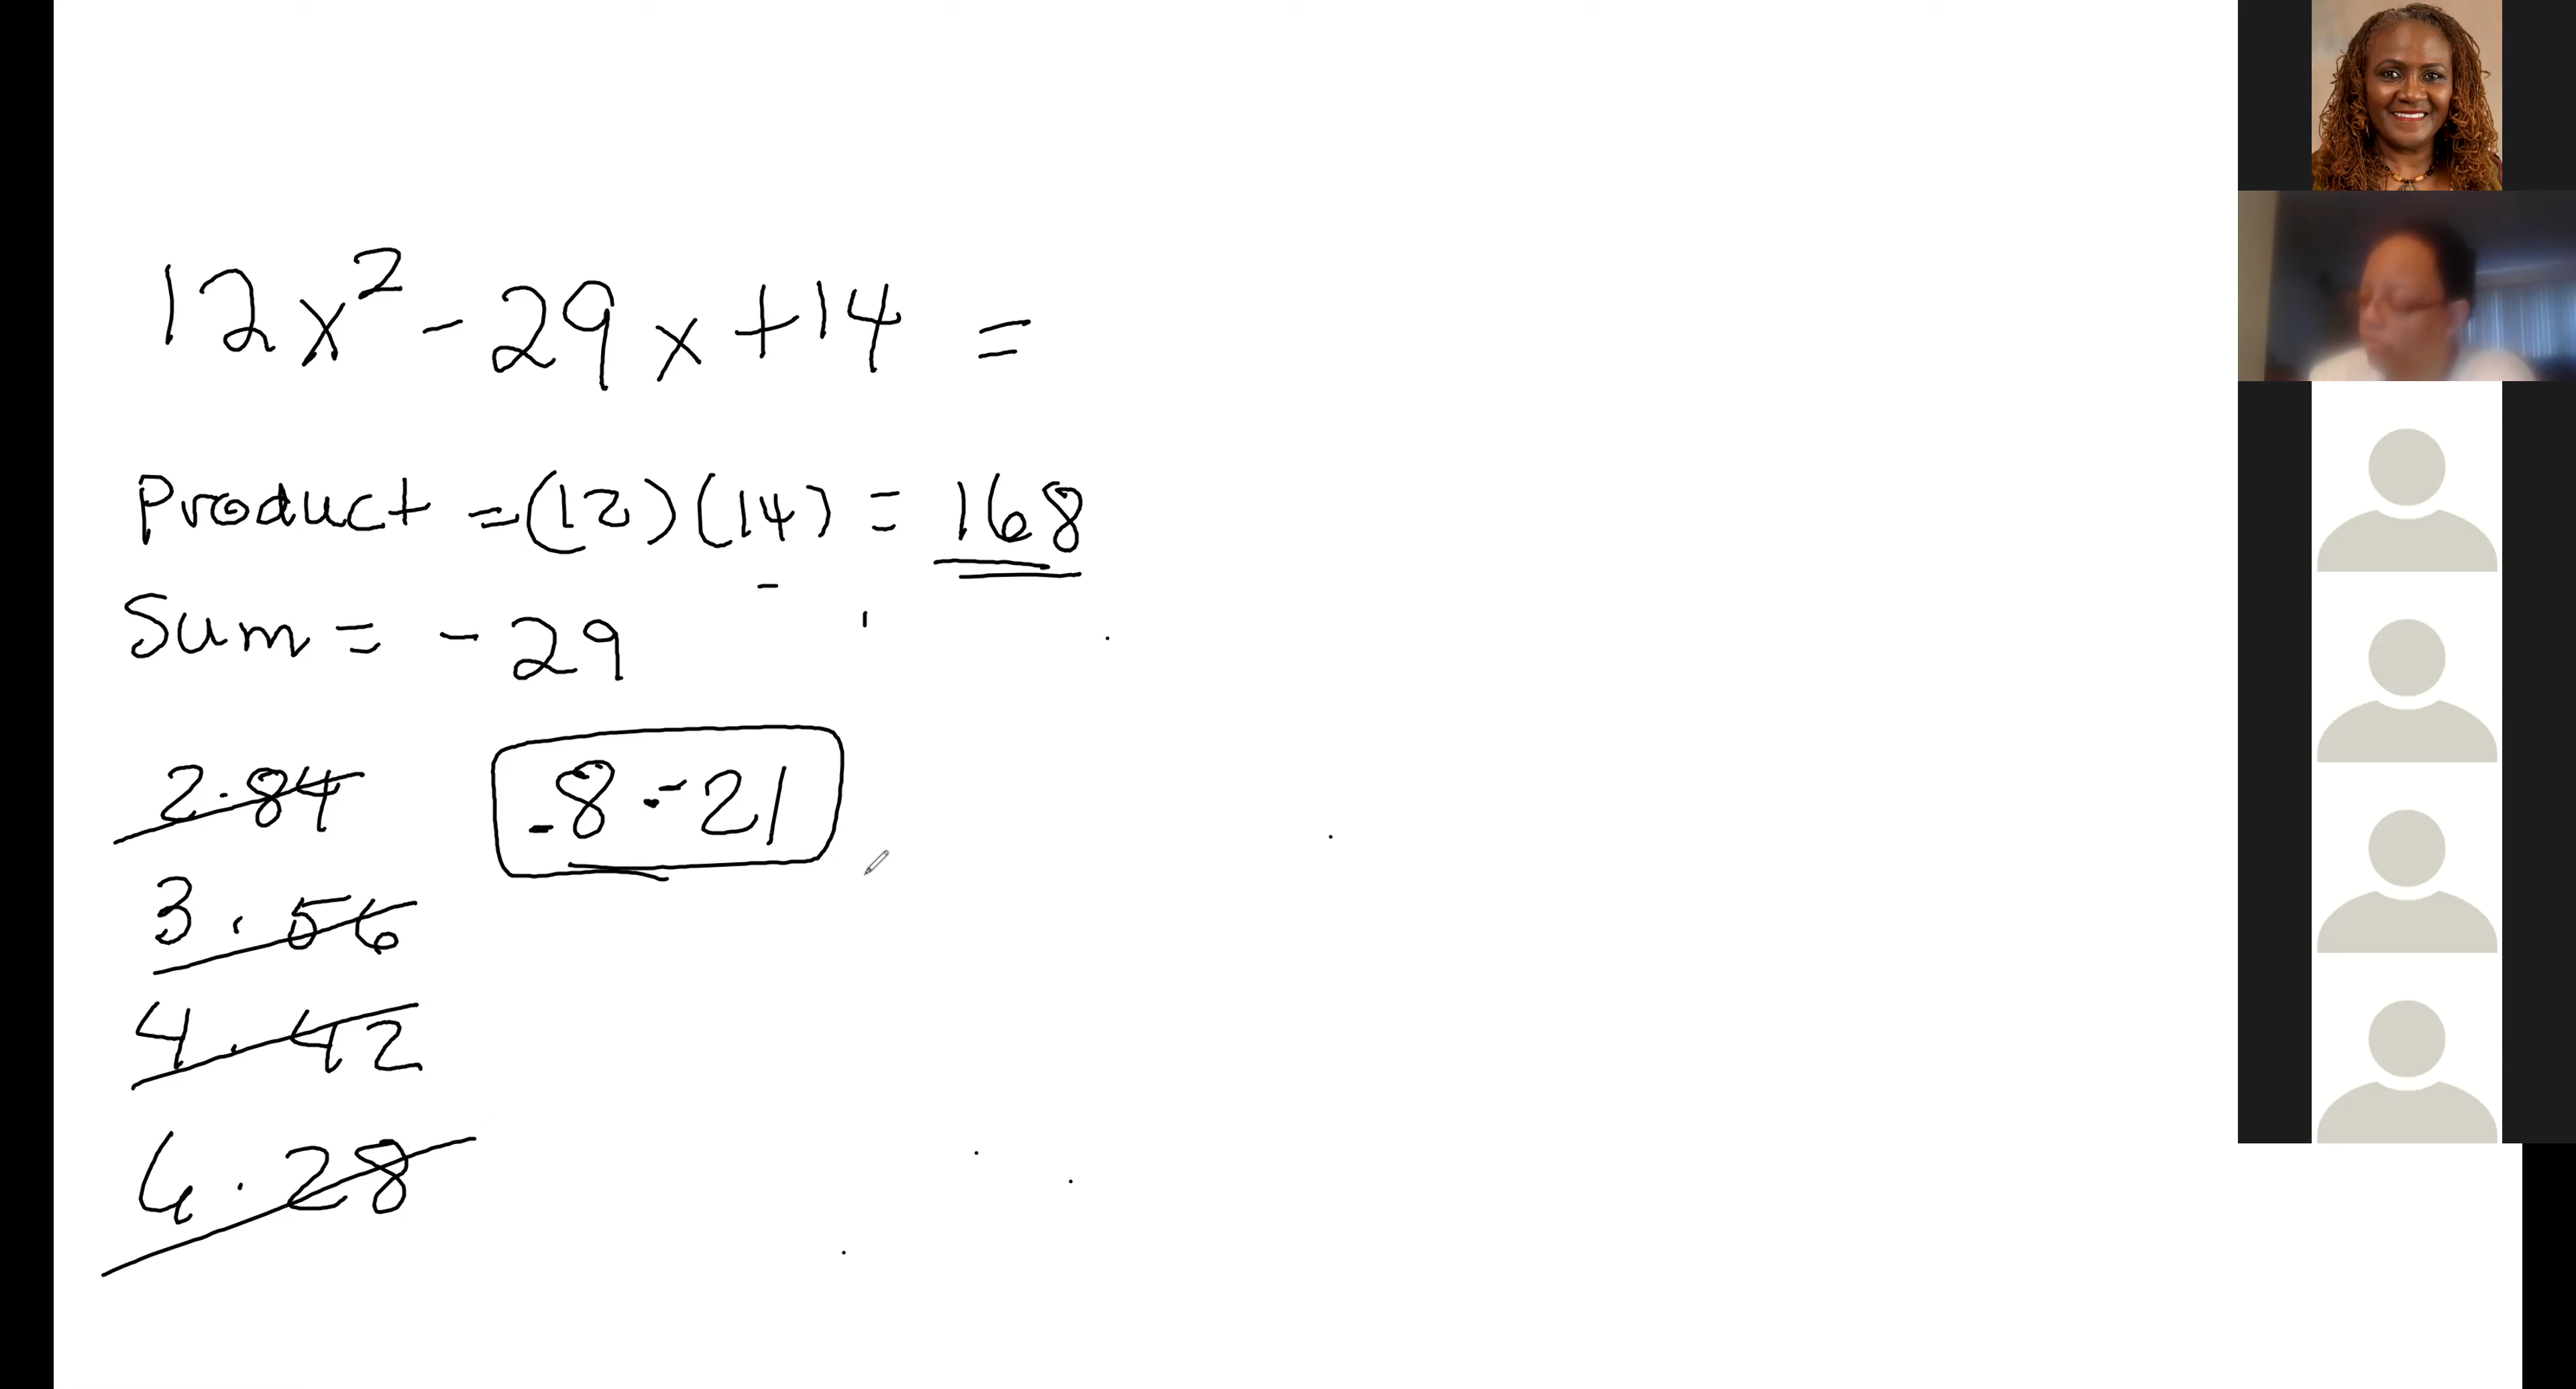 12x² - 29x + 14 =
Product = (12)(14) = 168
Sum = - 29
2 · 84
-8 · -21
3 · 56
4 · 42
6 · 28